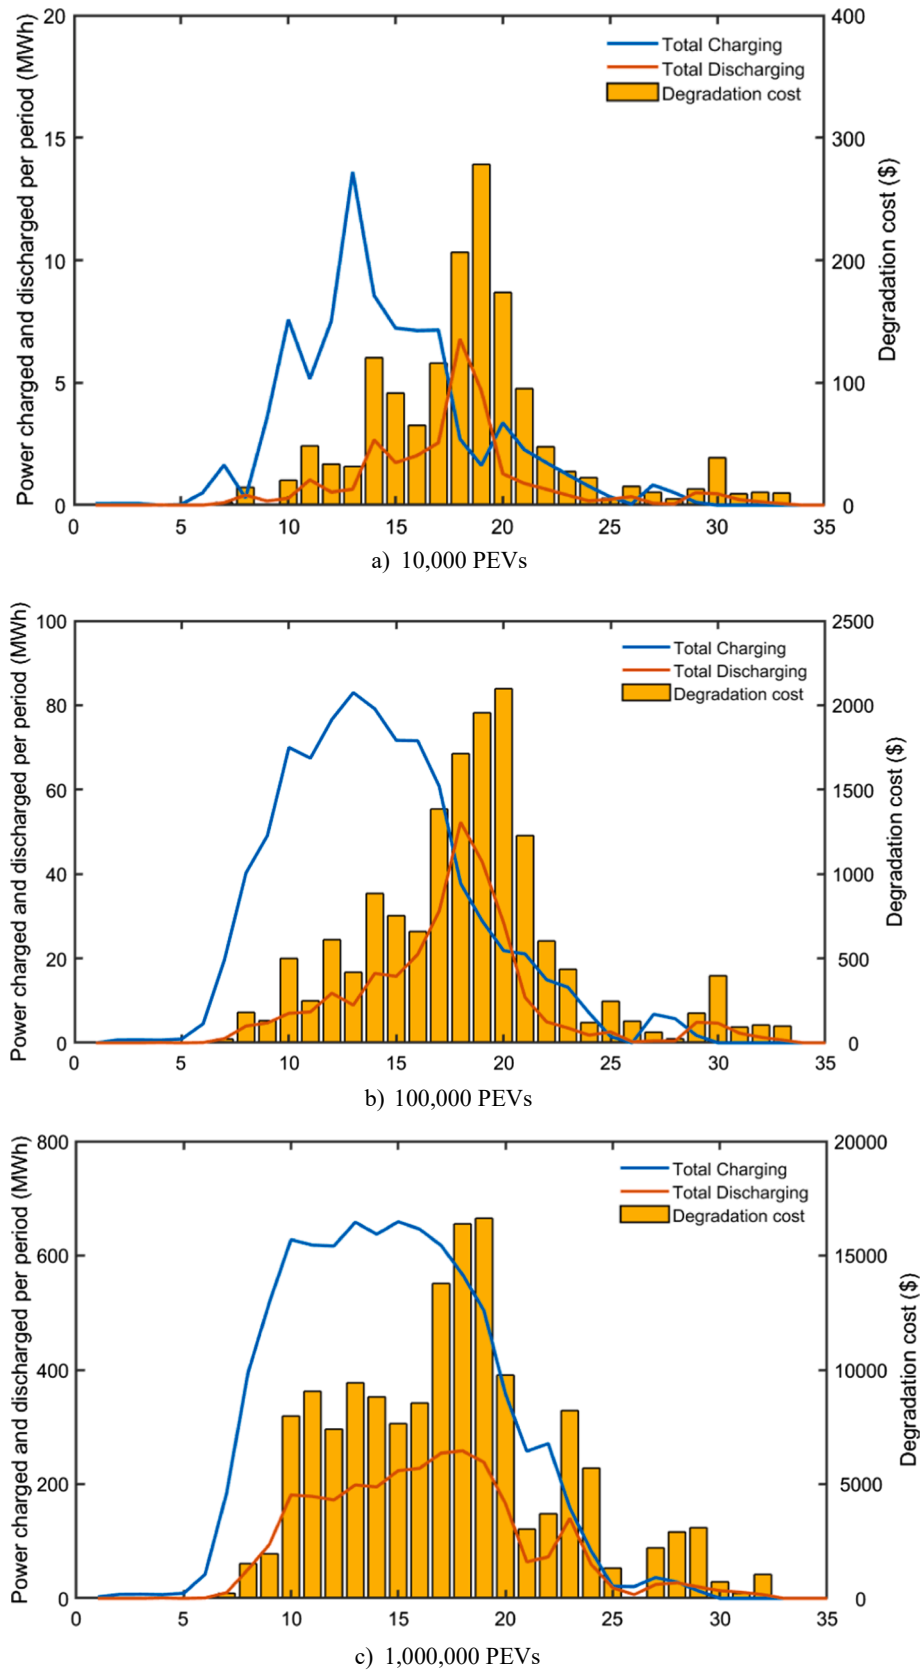 Power charged and discharged per period (MWh)
20
15
10
5
0
400
300
200
100
0
Degradation cost ($)
Total Charging
Total Discharging
Degradation cost
0 5 10 15 20 25 30 35
a) 10,000 PEVs
Power charged and discharged per period (MWh)
100
80
60
40
20
0
2500
2000
1500
1000
500
0
Degradation cost ($)
Total Charging
Total Discharging
Degradation cost
0 5 10 15 20 25 30 35
b) 100,000 PEVs
Power charged and discharged per period (MWh)
800
600
400
200
0
20000
15000
10000
5000
0
Degradation cost ($)
Total Charging
Total Discharging
Degradation cost
0 5 10 15 20 25 30 35
c) 1,000,000 PEVs